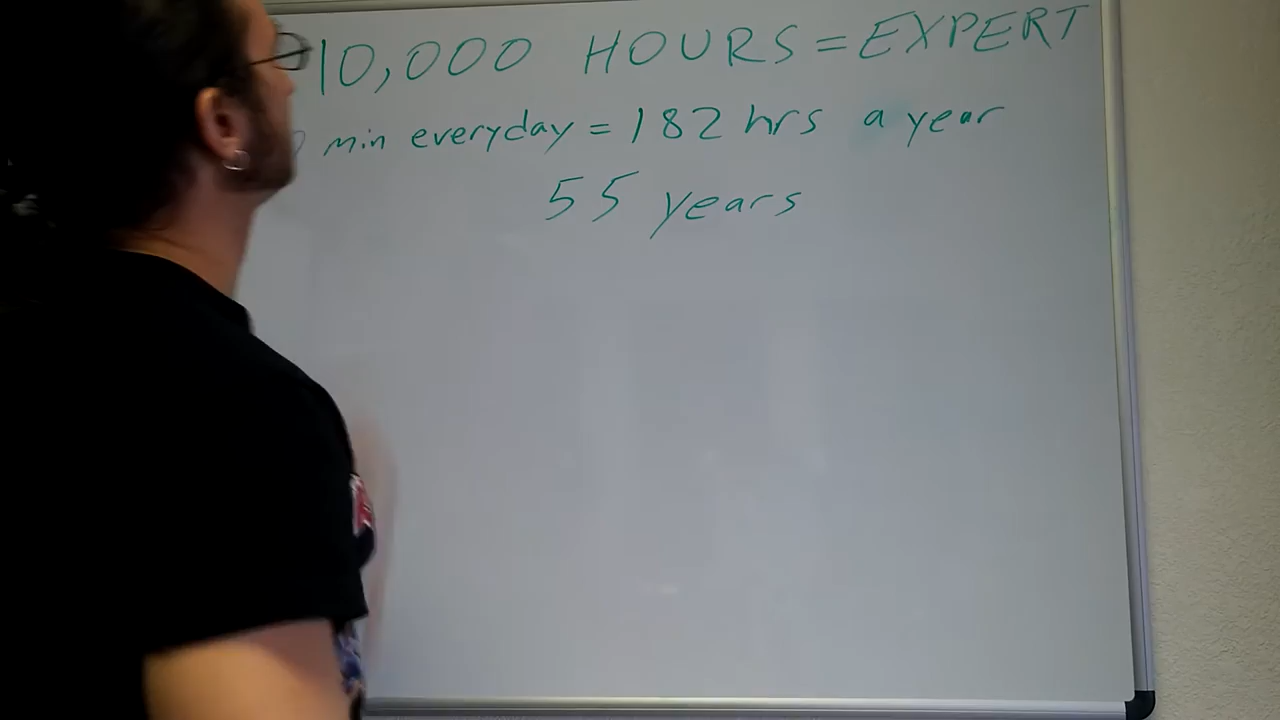 10,000 HOURS = EXPERT
min everyday = 182 hrs a year
55 years